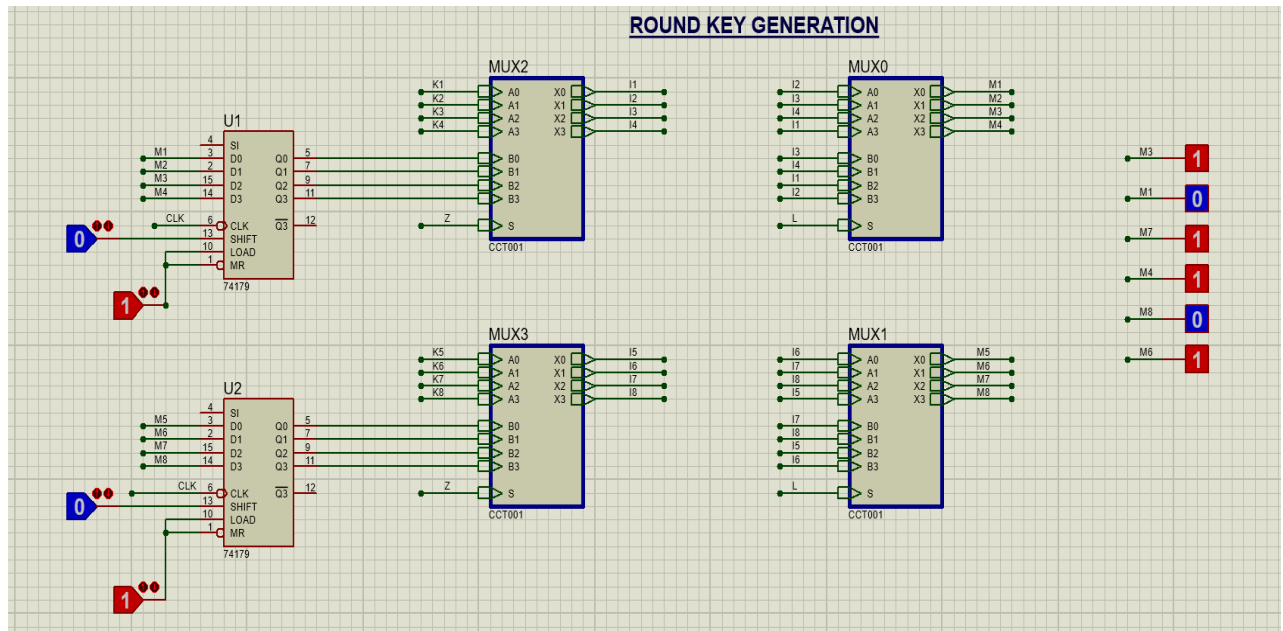 ROUND KEY GENERATION
MUX2
K1 A0 X0 I1
K2 A1 X1 I2
K3 A2 X2 I3
K4 A3 X3 I4
B0
B1
B2
B3
Z S
CCT001
MUX0
I2 A0 X0 M1
I3 A1 X1 M2
I4 A2 X2 M3
I1 A3 X3 M4
I3 B0
I4 B1
I1 B2
I2 B3
L S
CCT001
U1
4 SI
M1 3 D0 Q0 5
M2 2 D1 Q1 7
M3 15 D2 Q2 9
M4 14 D3 Q3 11
CLK 6 CLK Q3 12
0 13 SHIFT
10 LOAD
1 MR
1
74179
M3 1
M1 0
M7 1
M4 1
M8 0
M6 1
MUX3
K5 A0 X0 I5
K6 A1 X1 I6
K7 A2 X2 I7
K8 A3 X3 I8
B0
B1
B2
B3
Z S
CCT001
MUX1
I6 A0 X0 M5
I7 A1 X1 M6
I8 A2 X2 M7
I5 A3 X3 M8
I7 B0
I8 B1
I5 B2
I6 B3
L S
CCT001
U2
4 SI
M5 3 D0 Q0 5
M6 2 D1 Q1 7
M7 15 D2 Q2 9
M8 14 D3 Q3 11
CLK 6 CLK Q3 12
0 13 SHIFT
10 LOAD
1 MR
74179
1